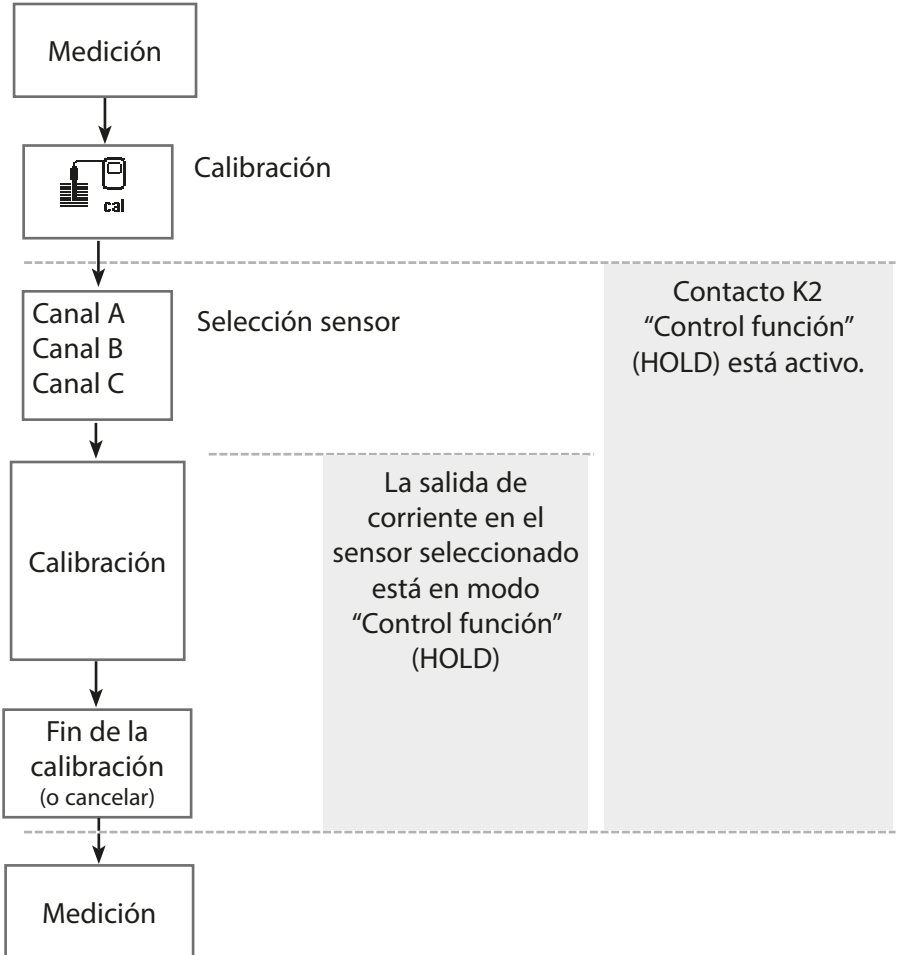 Medición
cal
Calibración
Canal A
Canal B
Canal C
Selección sensor
Contacto K2
“Control función”
(HOLD) está activo.
Calibración
La salida de
corriente en el
sensor seleccionado
está en modo
“Control función”
(HOLD)
Fin de la
calibración
(o cancelar)
Medición